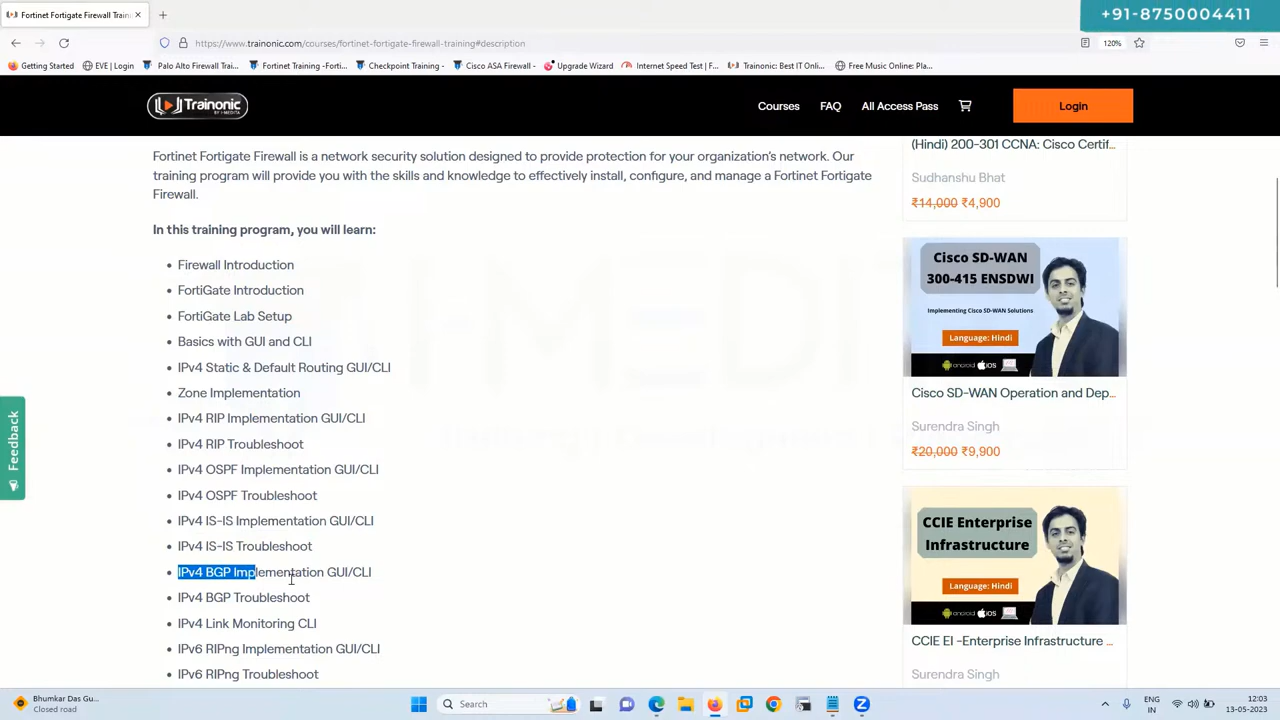 Fortinet Fortigate Firewall Train
+91-8750004411
https://www.trainonic.com/courses/fortinet-fortigate-firewall-training#description
120%
Getting Started
EVE | Login
Palo Alto Firewall Trai...
Fortinet Training -Forti...
Checkpoint Training -
Cisco ASA Firewall -
Upgrade Wizard
Internet Speed Test | F...
Trainonic: Best IT Onli...
Free Music Online: Pla...
Trainonic
BY I-MEDITA
Courses
FAQ
All Access Pass
Login
Fortinet Fortigate Firewall is a network security solution designed to provide protection for your organization's network. Our
training program will provide you with the skills and knowledge to effectively install, configure, and manage a Fortinet Fortigate
Firewall.
In this training program, you will learn:
• Firewall Introduction
• FortiGate Introduction
• FortiGate Lab Setup
• Basics with GUI and CLI
• IPv4 Static & Default Routing GUI/CLI
• Zone Implementation
• IPv4 RIP Implementation GUI/CLI
• IPv4 RIP Troubleshoot
• IPv4 OSPF Implementation GUI/CLI
• IPv4 OSPF Troubleshoot
• IPv4 IS-IS Implementation GUI/CLI
• IPv4 IS-IS Troubleshoot
• IPv4 BGP Implementation GUI/CLI
• IPv4 BGP Troubleshoot
• IPv4 Link Monitoring CLI
• IPv6 RIPng Implementation GUI/CLI
• IPv6 RIPng Troubleshoot
(Hindi) 200-301 CCNA: Cisco Certif...
Sudhanshu Bhat
₹14,000 ₹4,900
Cisco SD-WAN
300-415 ENSDWI
Implementing Cisco SD-WAN Solutions
Language: Hindi
android iOS
Cisco SD-WAN Operation and Dep...
Surendra Singh
₹20,000 ₹9,900
CCIE Enterprise
Infrastructure
Language: Hindi
android iOS
CCIE EI -Enterprise Infrastructure ...
Surendra Singh
Feedback
Bhumkar Das Gu...
Closed road
Search
ENG
IN
12:03
13-05-2023